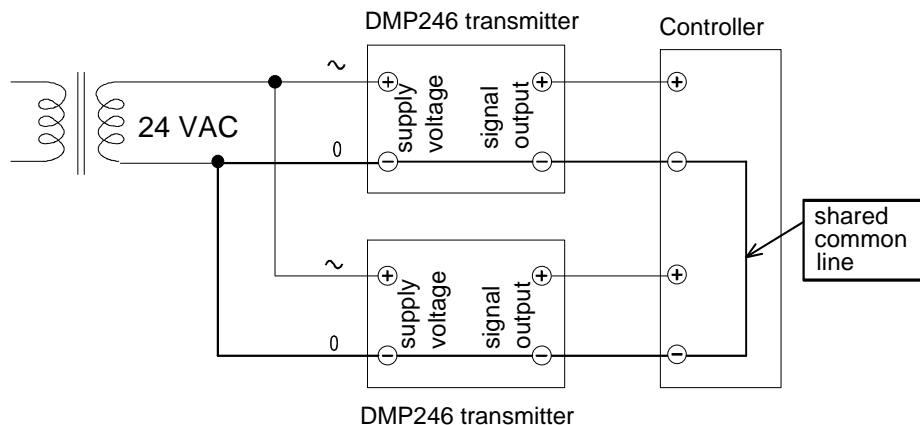 DMP246 transmitter
Controller
~
+
+
+
supply
voltage
signal
output
24 VAC
0
−
−
−
shared
common
line
~
+
+
+
supply
voltage
signal
output
0
−
−
−
DMP246 transmitter